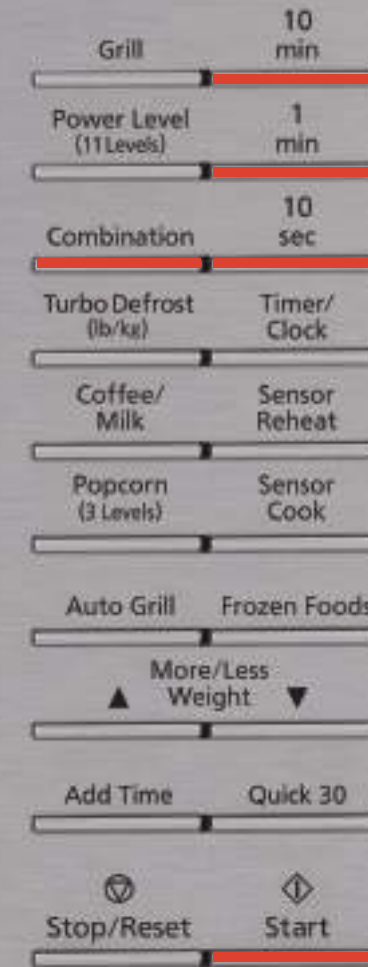 Grill
10
min
Power Level
(11 Levels)
1
min
Combination
10
sec
Turbo Defrost
(lb/kg)
Timer/
Clock
Coffee/
Milk
Sensor
Reheat
Popcorn
(3 Levels)
Sensor
Cook
Auto Grill
Frozen Foods
More/Less
▲ Weight ▼
Add Time
Quick 30
Stop/Reset
Start